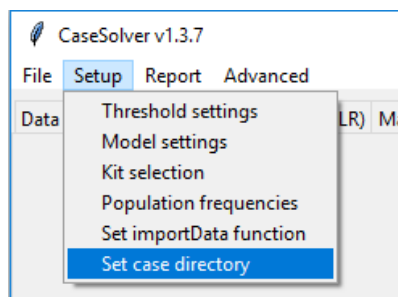 CaseSolver v1.3.7
File Setup Report Advanced
Data LR) Ma
Threshold settings
Model settings
Kit selection
Population frequencies
Set importData function
Set case directory